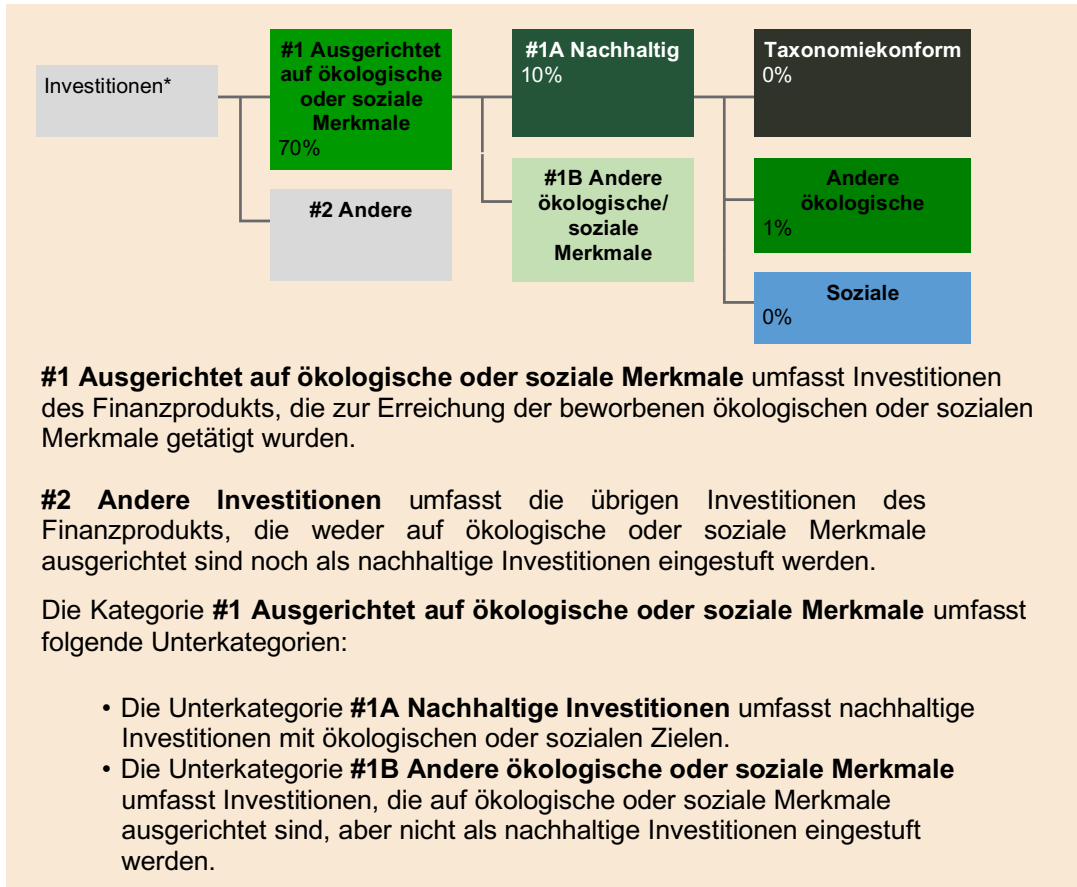 Investitionen*
#1 Ausgerichtet
auf ökologische
oder soziale
Merkmale
70%
#2 Andere
#1A Nachhaltig
10%
#1B Andere
ökologische/
soziale
Merkmale
Taxonomiekonform
0%
Andere
ökologische
1%
Soziale
0%
#1 Ausgerichtet auf ökologische oder soziale Merkmale umfasst Investitionen
des Finanzprodukts, die zur Erreichung der beworbenen ökologischen oder sozialen
Merkmale getätigt wurden.
#2 Andere Investitionen umfasst die übrigen Investitionen des
Finanzprodukts, die weder auf ökologische oder soziale Merkmale
ausgerichtet sind noch als nachhaltige Investitionen eingestuft werden.
Die Kategorie #1 Ausgerichtet auf ökologische oder soziale Merkmale umfasst
folgende Unterkategorien:
• Die Unterkategorie #1A Nachhaltige Investitionen umfasst nachhaltige
Investitionen mit ökologischen oder sozialen Zielen.
• Die Unterkategorie #1B Andere ökologische oder soziale Merkmale
umfasst Investitionen, die auf ökologische oder soziale Merkmale
ausgerichtet sind, aber nicht als nachhaltige Investitionen eingestuft
werden.